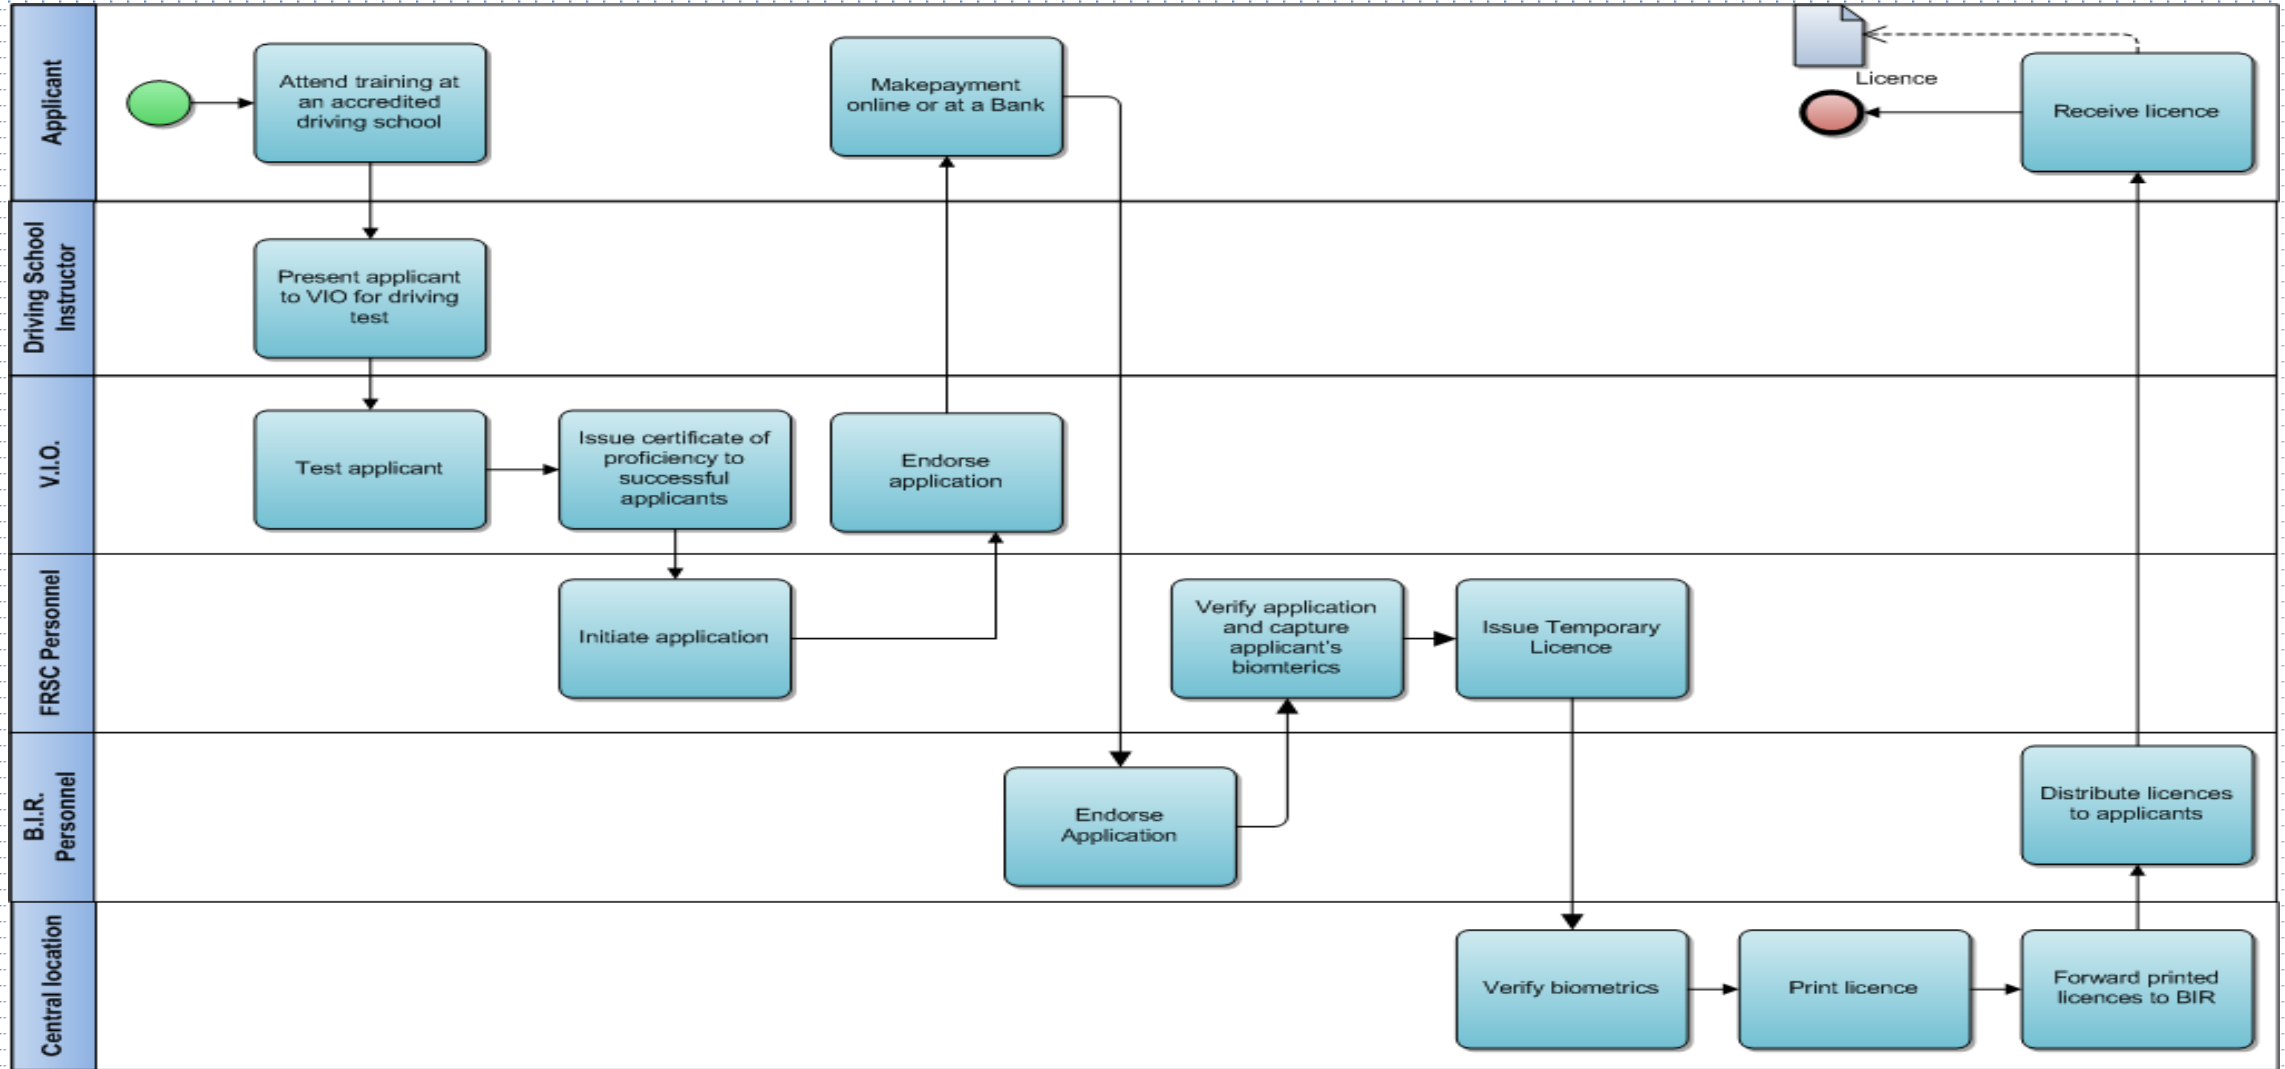 Applicant
Attend training at
an accredited
driving school
Makepayment
online or at a Bank
Licence
Receive licence
Driving School
Instructor
Present applicant
to VIO for driving
test
V.I.O.
Test applicant
Issue certificate of
proficiency to
successful
applicants
Endorse
application
FRSC Personnel
Initiate application
Verify application
and capture
applicant's
biomterics
Issue Temporary
Licence
B.I.R.
Personnel
Endorse
Application
Distribute licences
to applicants
Central location
Verify biometrics
Print licence
Forward printed
licences to BIR